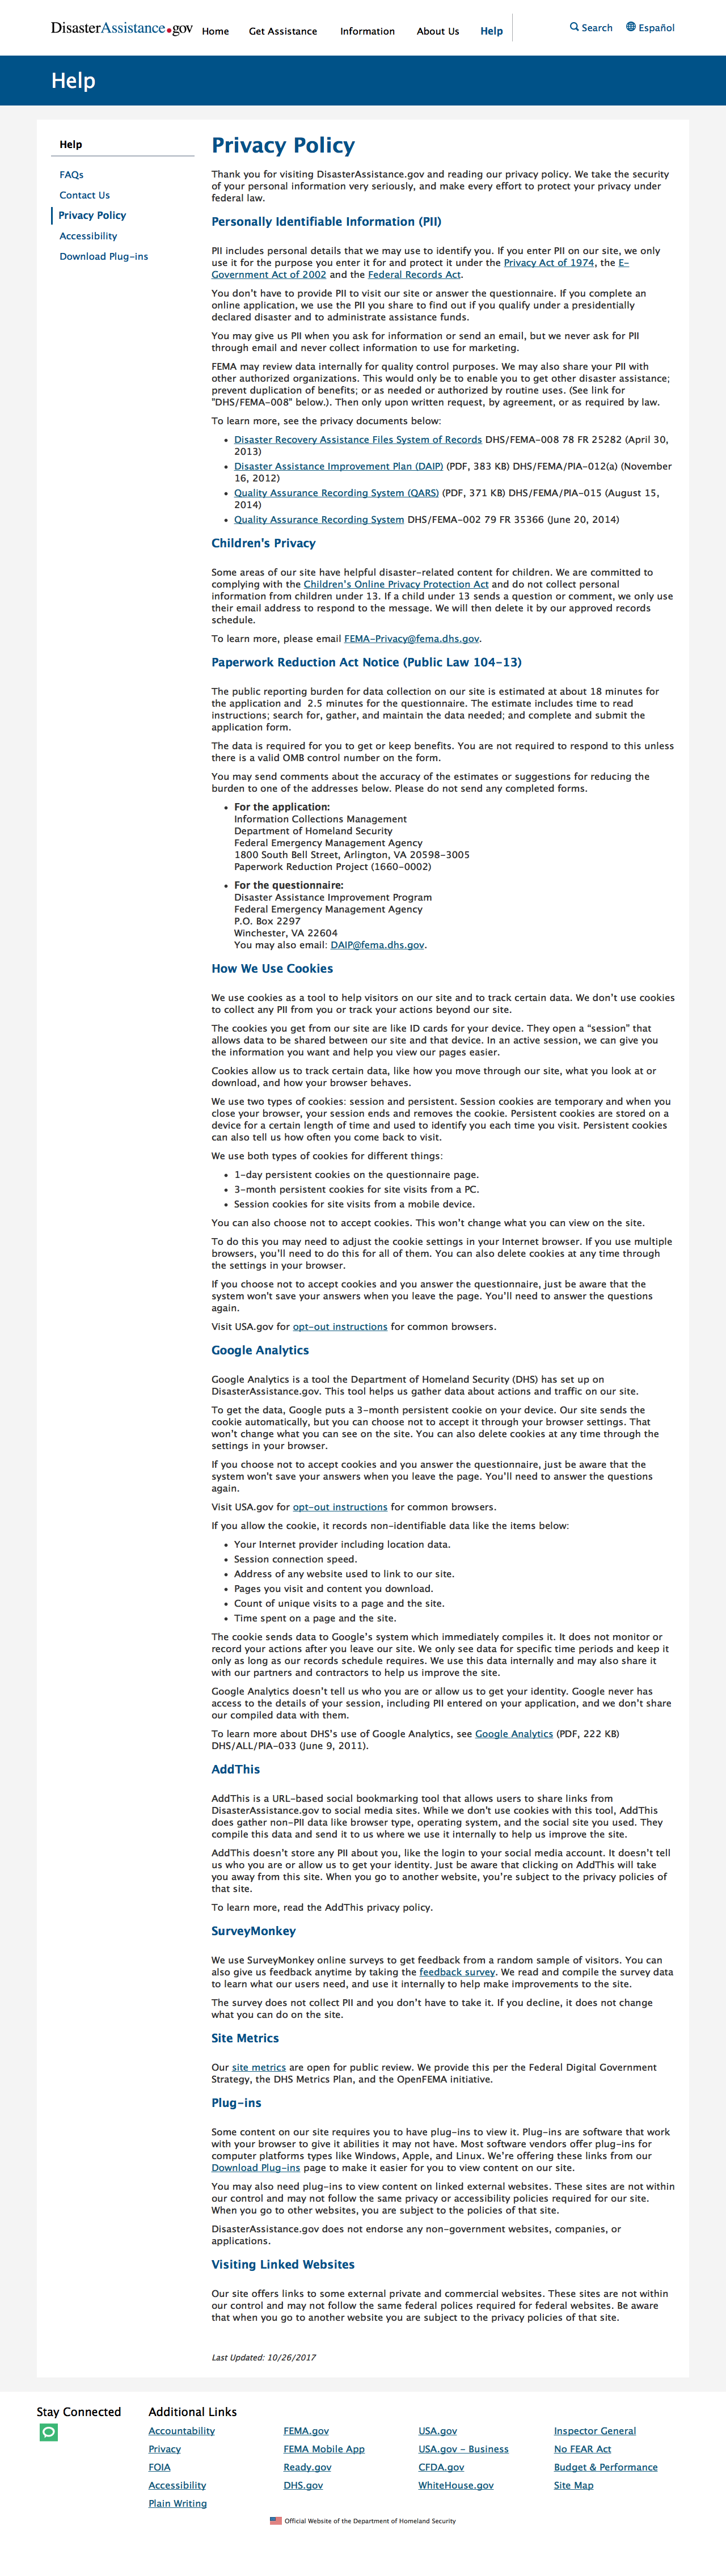 DisasterAssistance.gov Home Get Assistance Information About Us Help Search Español
Help
Help
FAQs
Contact Us
Privacy Policy
Accessibility
Download Plug-ins
Privacy Policy
Thank you for visiting DisasterAssistance.gov and reading our privacy policy. We take the security
of your personal information very seriously, and make every effort to protect your privacy under
federal law.
Personally Identifiable Information (PII)
PII includes personal details that we may use to identify you. If you enter PII on our site, we only
use it for the purpose you enter it for and protect it under the Privacy Act of 1974, the E-
Government Act of 2002 and the Federal Records Act.
You don't have to provide PII to visit our site or answer the questionnaire. If you complete an
online application, we use the PII you share to find out if you qualify under a presidentially
declared disaster and to administer assistance funds.
You may give us PII when you ask for information or send an email, but we never ask for PII
through email and never collect information to use for marketing.
FEMA may review data internally for quality control purposes. We may also share your PII with
other authorized organizations. This would only be to enable you to get other disaster assistance;
prevent duplication of benefits; or as needed or authorized by routine uses. (See link for
"DHS/FEMA-008" below.). Then only upon written request, by agreement, or as required by law.
To learn more, see the privacy documents below:
• Disaster Recovery Assistance Files System of Records DHS/FEMA-008 78 FR 25282 (April 30,
2013)
• Disaster Assistance Improvement Plan (DAIP) (PDF, 383 KB) DHS/FEMA/PIA-012(a) (November
16, 2012)
• Quality Assurance Recording System (QARS) (PDF, 371 KB) DHS/FEMA/PIA-015 (August 15,
2014)
• Quality Assurance Recording System DHS/FEMA-002 79 FR 35366 (June 20, 2014)
Children's Privacy
Some areas of our site have helpful disaster-related content for children. We are committed to
complying with the Children's Online Privacy Protection Act and do not collect personal
information from children under 13. If a child under 13 sends a question or comment, we only use
their email address to respond to the message. We will then delete it by our approved records
schedule.
To learn more, please email FEMA-Privacy@fema.dhs.gov.
Paperwork Reduction Act Notice (Public Law 104-13)
The public reporting burden for data collection on our site is estimated at about 18 minutes for
the application and 2.5 minutes for the questionnaire. The estimate includes time to read
instructions; search for, gather, and maintain the data needed; and complete and submit the
application form.
The data is required for you to get or keep benefits. You are not required to respond to this unless
there is a valid OMB control number on the form.
You may send comments about the accuracy of the estimates or suggestions for reducing the
burden to one of the addresses below. Please do not send any completed forms.
• For the application:
Information Collections Management
Department of Homeland Security
Federal Emergency Management Agency
1800 South Bell Street, Arlington, VA 20598-3005
Paperwork Reduction Project (1660-0002)
• For the questionnaire:
Disaster Assistance Improvement Program
Federal Emergency Management Agency
P.O. Box 2297
Winchester, VA 22604
You may also email: DAIP@fema.dhs.gov.
How We Use Cookies
We use cookies as a tool to help visitors on our site and to track certain data. We don't use cookies
to collect any PII from you or track your actions beyond our site.
The cookies you get from our site are like ID cards for your device. They open a "session" that
allows data to be shared between our site and that device. In an active session, we can give you
the information you want and help you view our pages easier.
Cookies allow us to track certain data, like how you move through our site, what you look at or
download, and how your browser behaves.
We use two types of cookies: session and persistent. Session cookies are temporary and when you
close your browser, your session ends and removes the cookie. Persistent cookies are stored on a
device for a certain length of time and used to identify you each time you visit. Persistent cookies
can also tell us how often you come back to visit.
We use both types of cookies for different things:
• 1-day persistent cookies on the questionnaire page.
• 3-month persistent cookies for site visits from a PC.
• Session cookies for site visits from a mobile device.
You can also choose not to accept cookies. This won't change what you can view on the site.
To do this you may need to adjust the cookie settings in your Internet browser. If you use multiple
browsers, you'll need to do this for all of them. You can also delete cookies at any time through
the settings in your browser.
If you choose not to accept cookies and you answer the questionnaire, just be aware that the
system won't save your answers when you leave the page. You'll need to answer the questions
again.
Visit USA.gov for opt-out instructions for common browsers.
Google Analytics
Google Analytics is a tool the Department of Homeland Security (DHS) has set up on
DisasterAssistance.gov. This tool helps us gather data about actions and traffic on our site.
To get the data, Google puts a 3-month persistent cookie on your device. Our site sends the
cookie automatically, but you can choose not to accept it through your browser settings. That
won't change what you can see on the site. You can also delete cookies at any time through the
settings in your browser.
If you choose not to accept cookies and you answer the questionnaire, just be aware that the
system won't save your answers when you leave the page. You'll need to answer the questions
again.
Visit USA.gov for opt-out instructions for common browsers.
If you allow the cookie, it records non-identifiable data like the items below:
• Your Internet provider including location data.
• Session connection speed.
• Address of any website used to link to our site.
• Pages you visit and content you download.
• Count of unique visits to a page and the site.
• Time spent on a page and the site.
The cookie sends data to Google's system which immediately compiles it. It does not monitor or
record your actions after you leave our site. We only see data for specific time periods and keep it
only as long as our records schedule requires. We use this data internally and may also share it
with our partners and contractors to help us improve the site.
Google Analytics doesn't tell us who you are or allow us to get your identity. Google never has
access to the details of your session, including PII entered on your application, and we don't share
our compiled data with them.
To learn more about DHS's use of Google Analytics, see Google Analytics (PDF, 222 KB)
DHS/ALL/PIA-033 (June 9, 2011).
AddThis
AddThis is a URL-based social bookmarking tool that allows users to share links from
DisasterAssistance.gov to social media sites. While we don't use cookies with this tool, AddThis
does gather non-PII data like browser type, operating system, and the social site you used. They
compile this data and send it to us where we use it internally to help us improve the site.
AddThis doesn't store any PII about you, like the login to your social media account. It doesn't tell
us who you are or allow us to get your identity. Just be aware that clicking on AddThis will take
you away from this site. When you go to another website, you're subject to the privacy policies of
that site.
To learn more, read the AddThis privacy policy.
SurveyMonkey
We use SurveyMonkey online surveys to get feedback from a random sample of visitors. You can
also give us feedback anytime by taking the feedback survey. We read and compile the survey data
to learn what our users need, and use it internally to help make improvements to the site.
The survey does not collect PII and you don't have to take it. If you decline, it does not change
what you can do on the site.
Site Metrics
Our site metrics are open for public review. We provide this per the Federal Digital Government
Strategy, the DHS Metrics Plan, and the OpenFEMA initiative.
Plug-ins
Some content on our site requires you to have plug-ins to view it. Plug-ins are software that work
with your browser to give it abilities it may not have. Most software vendors offer plug-ins for
computer platforms types like Windows, Apple, and Linux. We're offering these links from our
Download Plug-ins page to make it easier for you to view content on our site.
You may also need plug-ins to view content on linked external websites. These sites are not within
our control and may not follow the same privacy or accessibility policies required for our site.
When you go to other websites, you are subject to the policies of that site.
DisasterAssistance.gov does not endorse any non-government websites, companies, or
applications.
Visiting Linked Websites
Our site offers links to some external private and commercial websites. These sites are not within
our control and may not follow the same federal polices required for federal websites. Be aware
that when you go to another website you are subject to the privacy policies of that site.
Last Updated: 10/26/2017
Stay Connected
Additional Links
Accountability FEMA.gov USA.gov Inspector General
Privacy FEMA Mobile App USA.gov - Business No FEAR Act
FOIA Ready.gov CFDA.gov Budget & Performance
Accessibility DHS.gov WhiteHouse.gov Site Map
Plain Writing
Official Website of the Department of Homeland Security